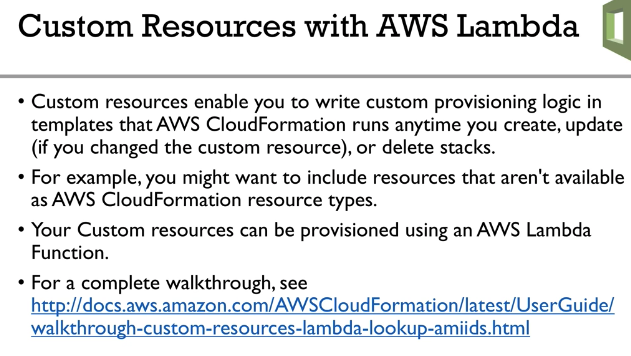 Custom Resources with AWS Lambda
• Custom resources enable you to write custom provisioning logic in
templates that AWS CloudFormation runs anytime you create, update
(if you changed the custom resource), or delete stacks.
• For example, you might want to include resources that aren't available
as AWS CloudFormation resource types.
• Your Custom resources can be provisioned using an AWS Lambda
Function.
• For a complete walkthrough, see
http://docs.aws.amazon.com/AWSCloudFormation/latest/UserGuide/
walkthrough-custom-resources-lambda-lookup-amiids.html